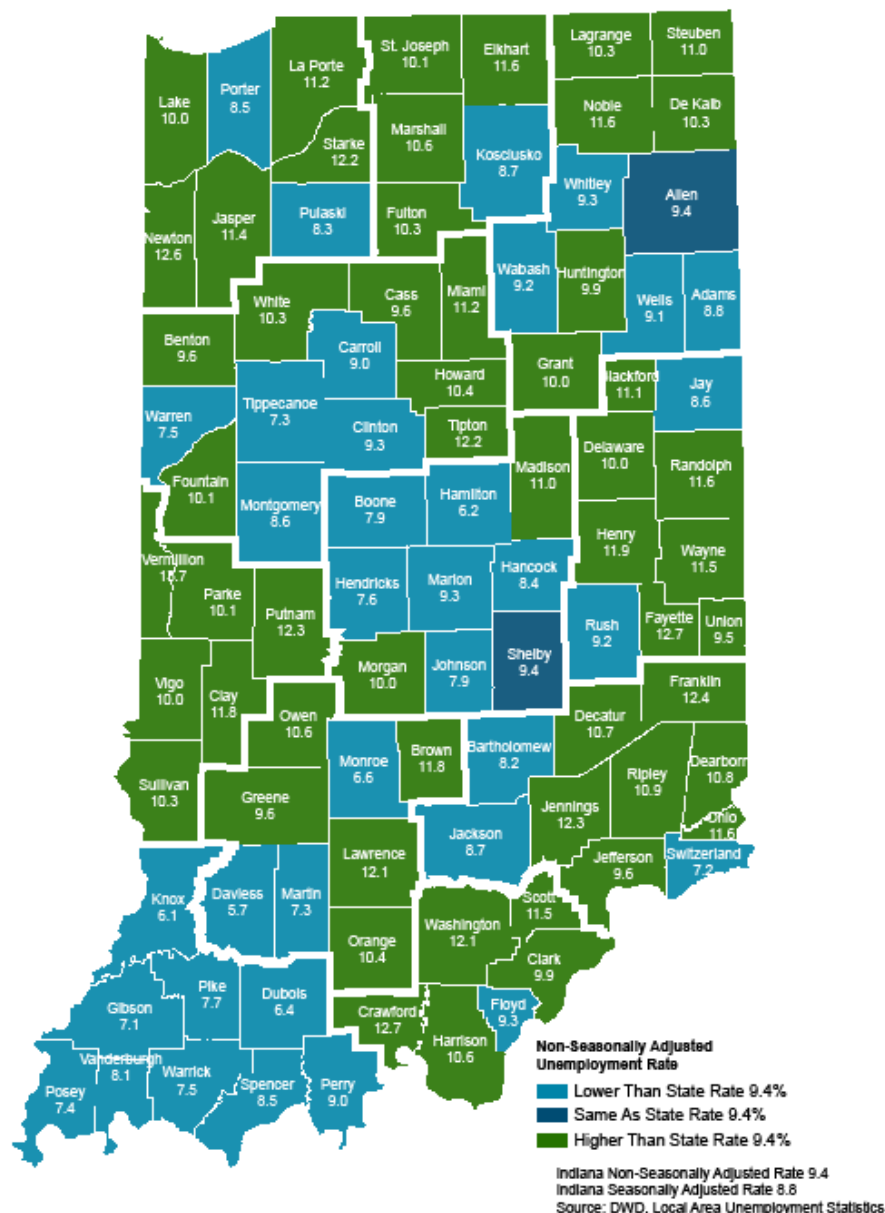 St. Joseph
10.1
Elkhart
11.6
Lagrange
10.3
Steuben
11.0
La Porte
11.2
Porter
8.5
Lake
10.0
Noble
11.6
De Kalb
10.3
Marshall
10.6
Starke
12.2
Kosciusko
8.7
Whitley
9.3
Allen
9.4
Pulaski
8.3
Fulton
10.3
Jasper
11.4
Newton
12.6
Wabash
9.2
Huntington
9.9
Wells
9.1
Adams
8.8
White
10.3
Cass
9.6
Miami
11.2
Benton
9.6
Carroll
9.0
Howard
10.4
Grant
10.0
lackford
11.1
Jay
8.6
Warren
7.5
Tippecanoe
7.3
Clinton
9.3
Tipton
12.2
Madison
11.0
Delaware
10.0
Randolph
11.6
Fountain
10.1
Montgomery
8.6
Boone
7.9
Hamilton
6.2
Henry
11.9
Wayne
11.5
Vermillion
Parke
10.1
Putnam
12.3
Hendricks
7.6
Marion
9.3
Hancock
8.4
Rush
9.2
Fayette
12.7
Union
9.5
Vigo
10.0
Clay
11.8
Morgan
10.0
Johnson
7.9
Shelby
9.4
Franklin
12.4
Owen
10.6
Decatur
10.7
Monroe
6.6
Brown
11.8
Bartholomew
8.2
Dearborn
10.8
Ripley
10.9
Sullivan
10.3
Greene
9.6
Jennings
12.3
Ohio
11.6
Jackson
8.7
Lawrence
12.1
Jefferson
9.6
Switzerland
7.2
Knox
6.1
Daviess
5.7
Martin
7.3
Scott
11.5
Washington
12.1
Orange
10.4
Clark
9.9
Pike
7.7
Dubois
6.4
Gibson
7.1
Crawford
12.7
Floyd
9.3
Harrison
10.6
Vanderburgh
8.1
Posey
7.4
Warrick
7.5
Spencer
8.5
Perry
9.0
Non-Seasonally Adjusted
Unemployment Rate
Lower Than State Rate 9.4%
Same As State Rate 9.4%
Higher Than State Rate 9.4%
Indiana Non-Seasonally Adjusted Rate 9.4
Indiana Seasonally Adjusted Rate 8.8
Source: DWD, Local Area Unemployment Statistics